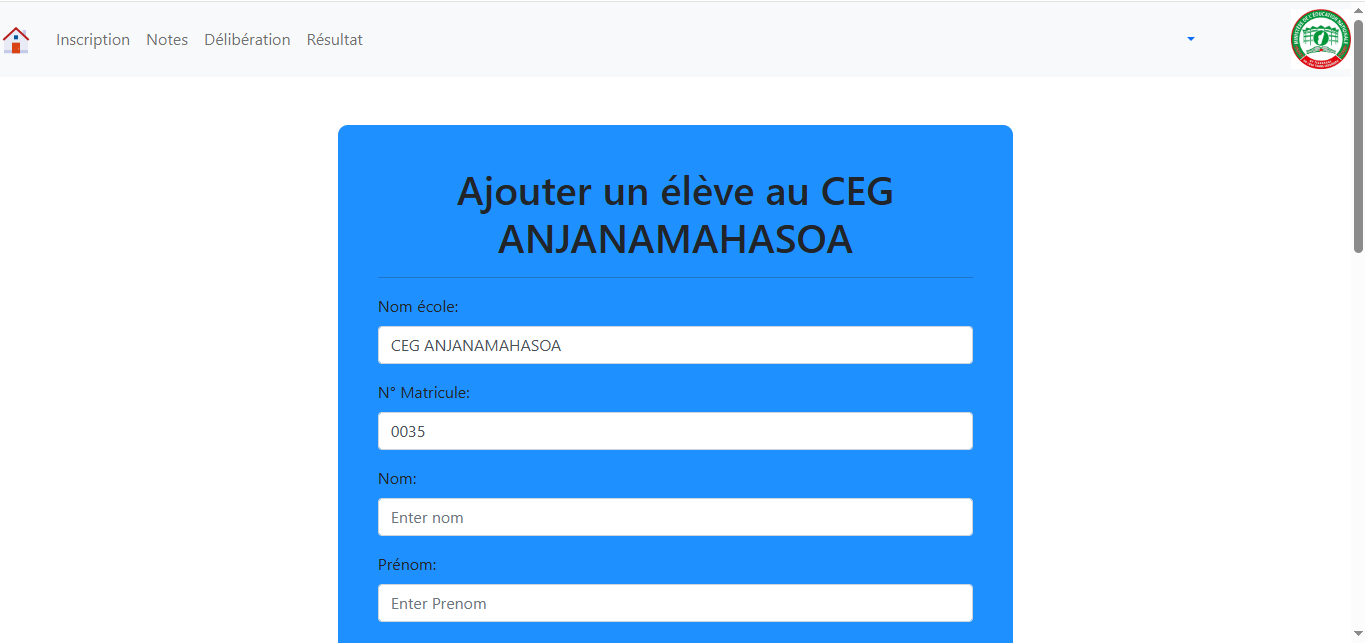 Inscription Notes Délibération Résultat
Ajouter un élève au CEG
ANJANAMAHASOA
Nom école:
CEG ANJANAMAHASOA
N° Matricule:
0035
Nom:
Enter nom
Prénom:
Enter Prenom